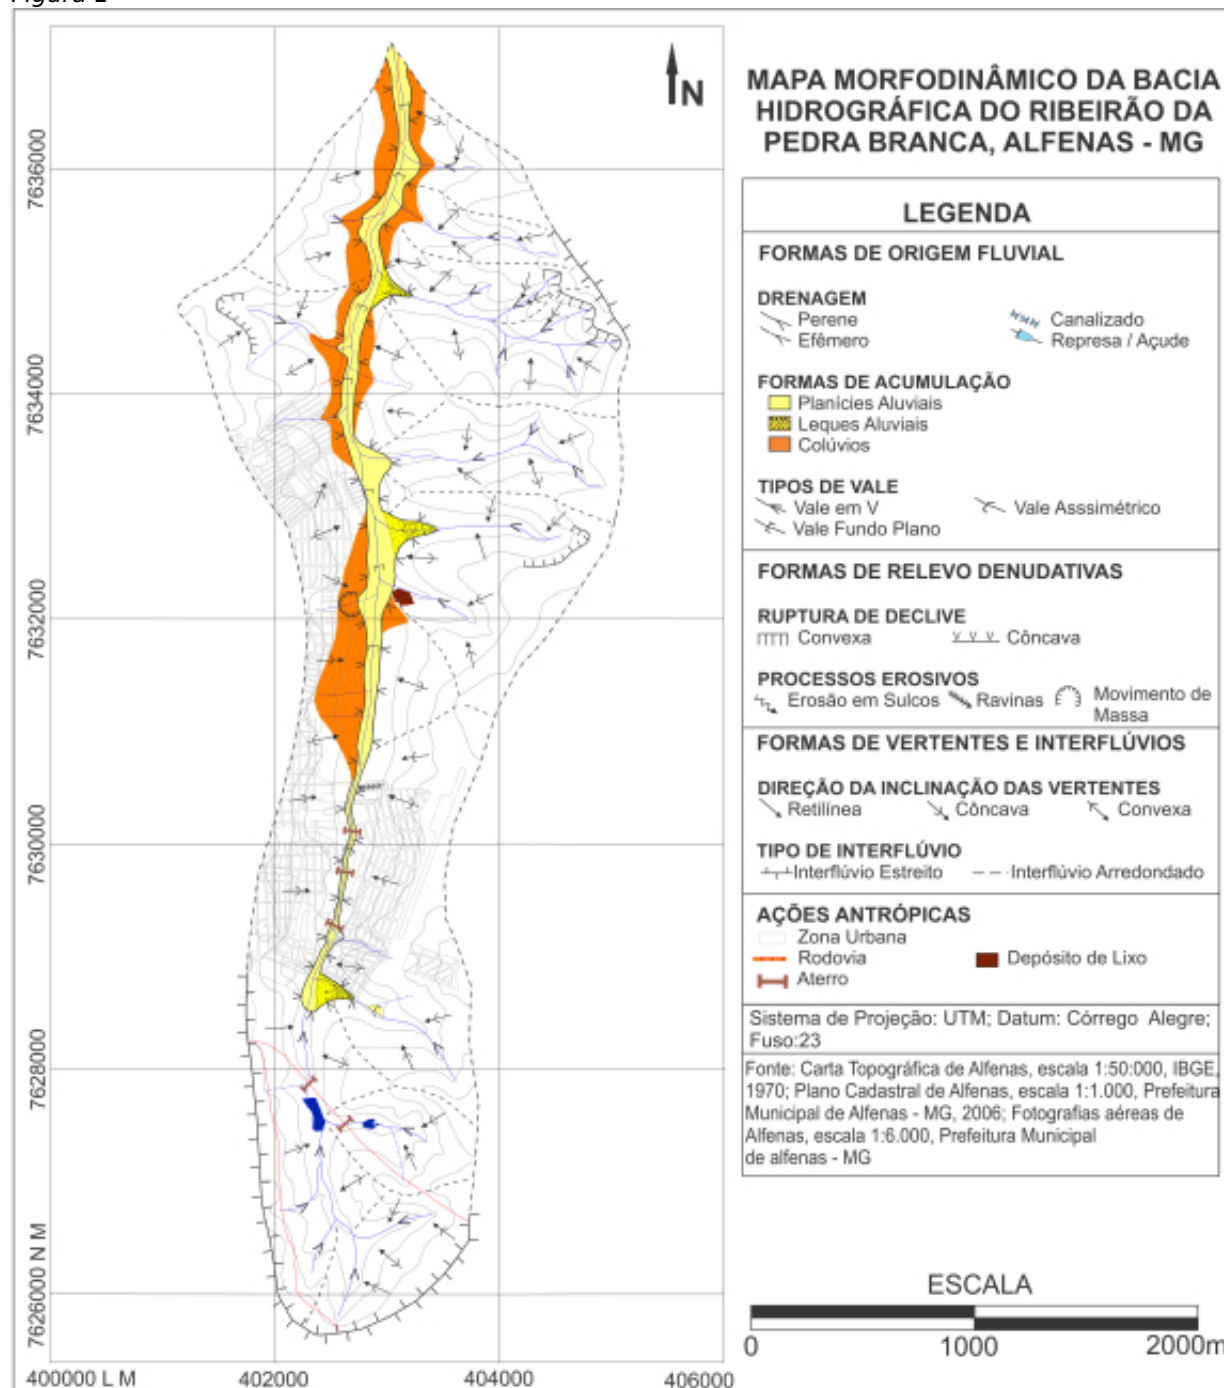 Figura 1
N
MAPA MORFODINÂMICO DA BACIA
HIDROGRÁFICA DO RIBEIRÃO DA
PEDRA BRANCA, ALFENAS - MG
LEGENDA
FORMAS DE ORIGEM FLUVIAL
DRENAGEM
Perene
Canalizado
Efêmero
Represa / Açude
FORMAS DE ACUMULAÇÃO
Planícies Aluviais
Leques Aluviais
Colúvios
TIPOS DE VALE
Vale em V
Vale Asssimétrico
Vale Fundo Plano
FORMAS DE RELEVO DENUDATIVAS
RUPTURA DE DECLIVE
Convexa
Côncava
PROCESSOS EROSIVOS
Erosão em Sulcos
Ravinas
Movimento de
Massa
FORMAS DE VERTENTES E INTERFLÚVIOS
DIREÇÃO DA INCLINAÇÃO DAS VERTENTES
Retilínea
Côncava
Convexa
TIPO DE INTERFLÚVIO
Interflúvio Estreito
Interflúvio Arredondado
AÇÕES ANTRÓPICAS
Zona Urbana
Rodovia
Depósito de Lixo
Aterro
Sistema de Projeção: UTM; Datum: Córrego Alegre;
Fuso:23
Fonte: Carta Topográfica de Alfenas, escala 1:50:000, IBGE,
1970; Plano Cadastral de Alfenas, escala 1:1.000, Prefeitura
Municipal de Alfenas - MG, 2006; Fotografias aéreas de
Alfenas, escala 1:6.000, Prefeitura Municipal
de alfenas - MG
ESCALA
0 1000 2000m
7636000
7634000
7632000
7630000
7628000
7626000 N M
400000 L M 402000 404000 406000